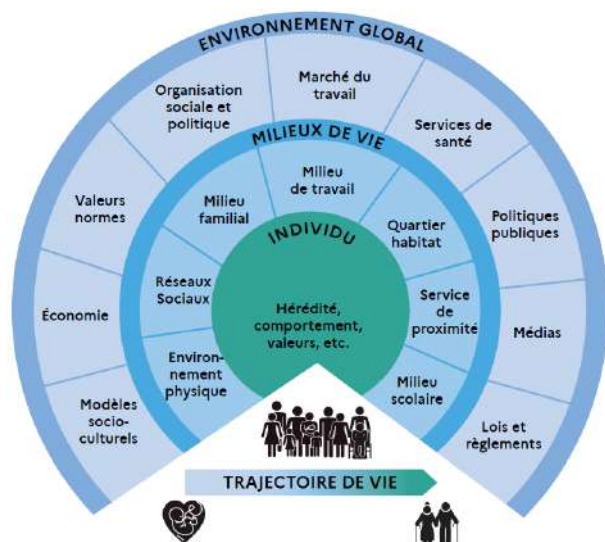 ENVIRONNEMENT GLOBAL
Modèles
socio-
culturels
Économie
Valeurs
normes
Organisation
sociale et
politique
Marché du
travail
Services de
santé
Politiques
publiques
Médias
Lois et
règlements
MILIEUX DE VIE
Environ-
nement
physique
Réseaux
Sociaux
Milieu
familial
Milieu
de travail
Quartier
habitat
Service
de
proximité
Milieu
scolaire
INDIVIDU
Hérédité,
comportement,
valeurs, etc.
TRAJECTOIRE DE VIE